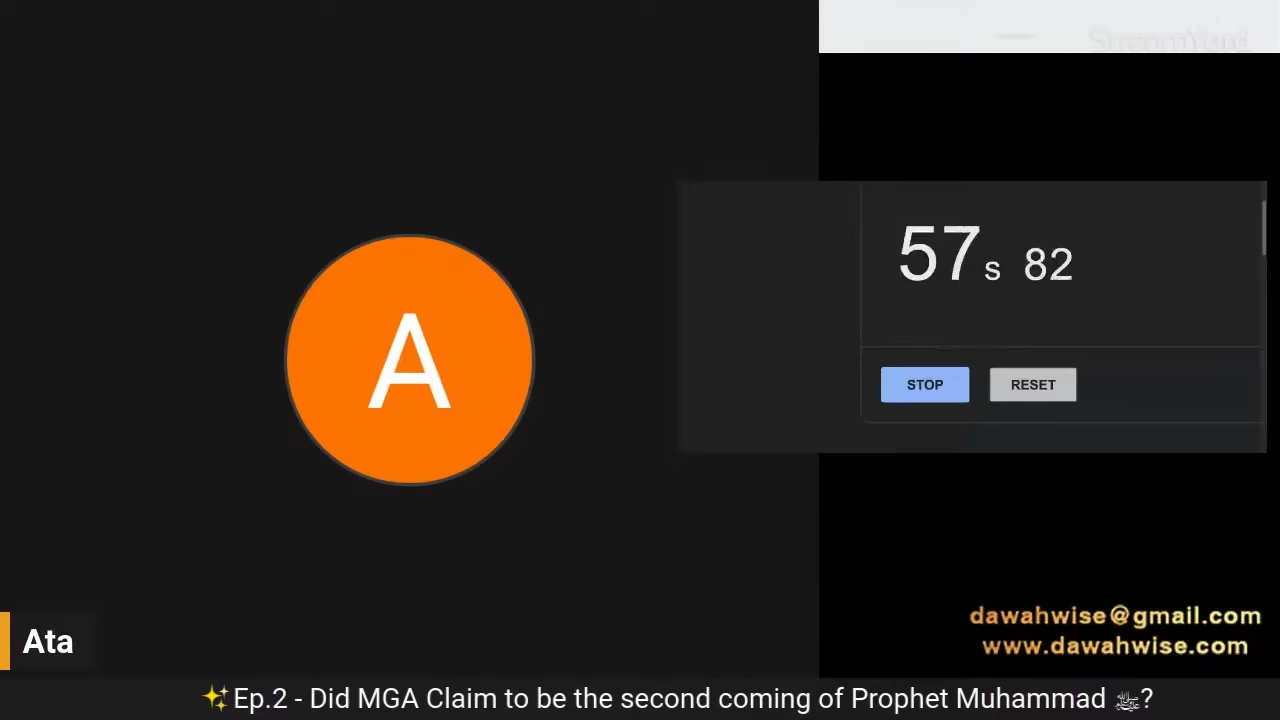 StreamYard
57s 82
STOP RESET
A
Ata
dawahwise@gmail.com
www.dawahwise.com
✨Ep.2 - Did MGA Claim to be the second coming of Prophet Muhammad ﷺ?